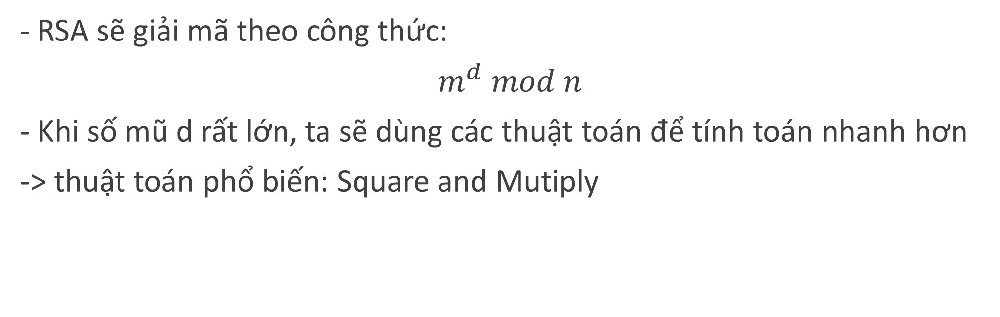 - RSA sẽ giải mã theo công thức:
m^d mod n
- Khi số mũ d rất lớn, ta sẽ dùng các thuật toán để tính toán nhanh hơn
-> thuật toán phổ biến: Square and Mutiply